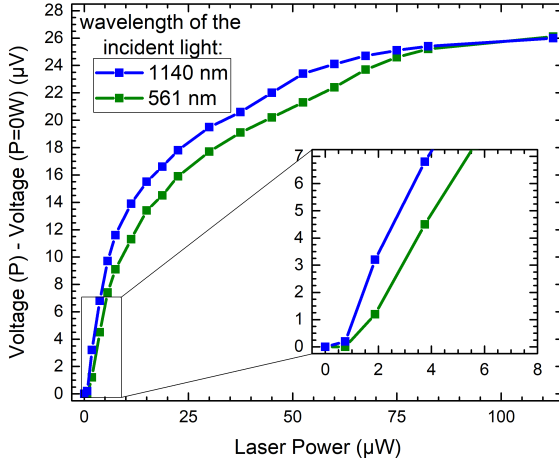 wavelength of the
incident light:
1140 nm
561 nm
Voltage (P) - Voltage (P=0W) (µV)
28
26
24
22
20
18
16
14
12
10
8
6
4
2
0
7
6
5
4
3
2
1
0
0 2 4 6 8
0 25 50 75 100
Laser Power (µW)